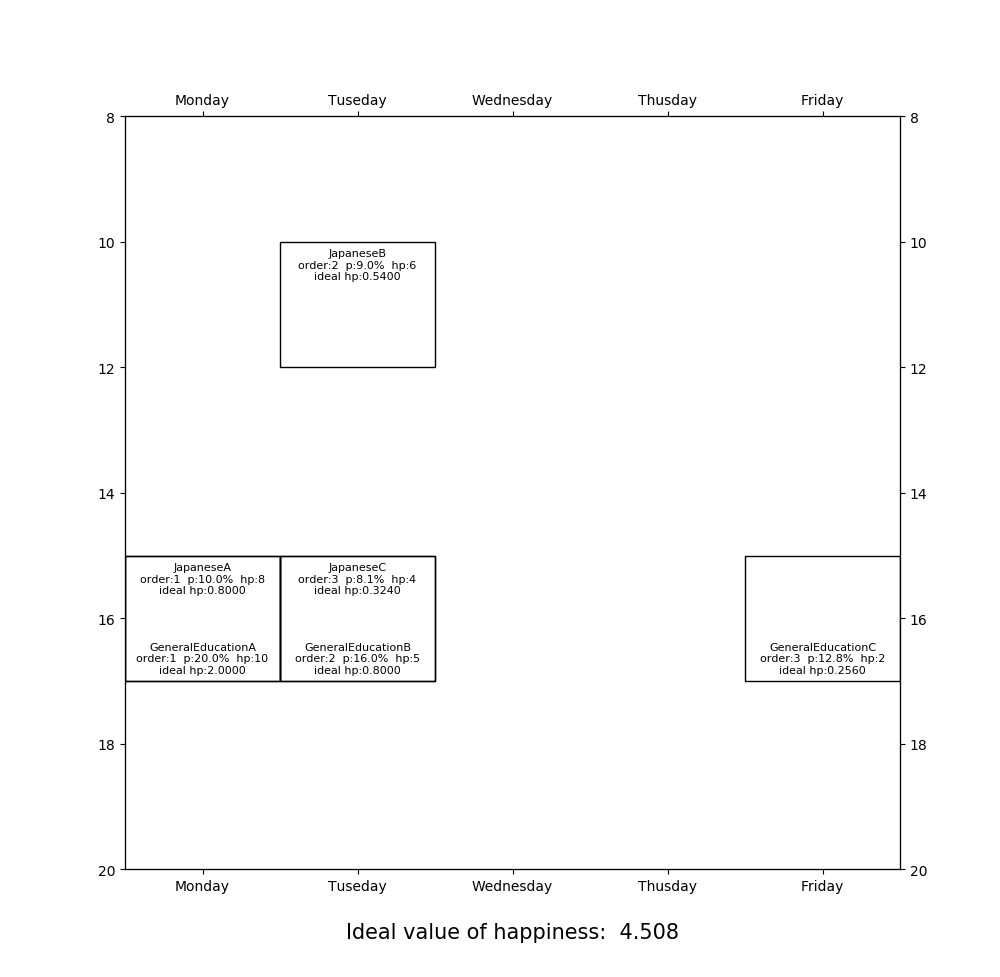 Monday Tuseday Wednesday Thusday Friday
8 8
10 10
JapaneseB
order:2 p:9.0% hp:6
ideal hp:0.5400
12 12
14 14
JapaneseA JapaneseC
order:1 p:10.0% hp:8 order:3 p:8.1% hp:4
ideal hp:0.8000 ideal hp:0.3240
16 16
GeneralEducationA GeneralEducationB GeneralEducationC
order:1 p:20.0% hp:10 order:2 p:16.0% hp:5 order:3 p:12.8% hp:2
ideal hp:2.0000 ideal hp:0.8000 ideal hp:0.2560
18 18
20 20
Monday Tuseday Wednesday Thusday Friday
Ideal value of happiness: 4.508